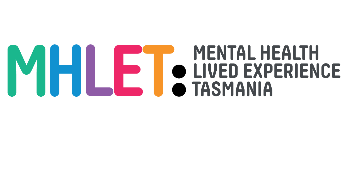 MHLET:
MENTAL HEALTH
LIVED EXPERIENCE
TASMANIA